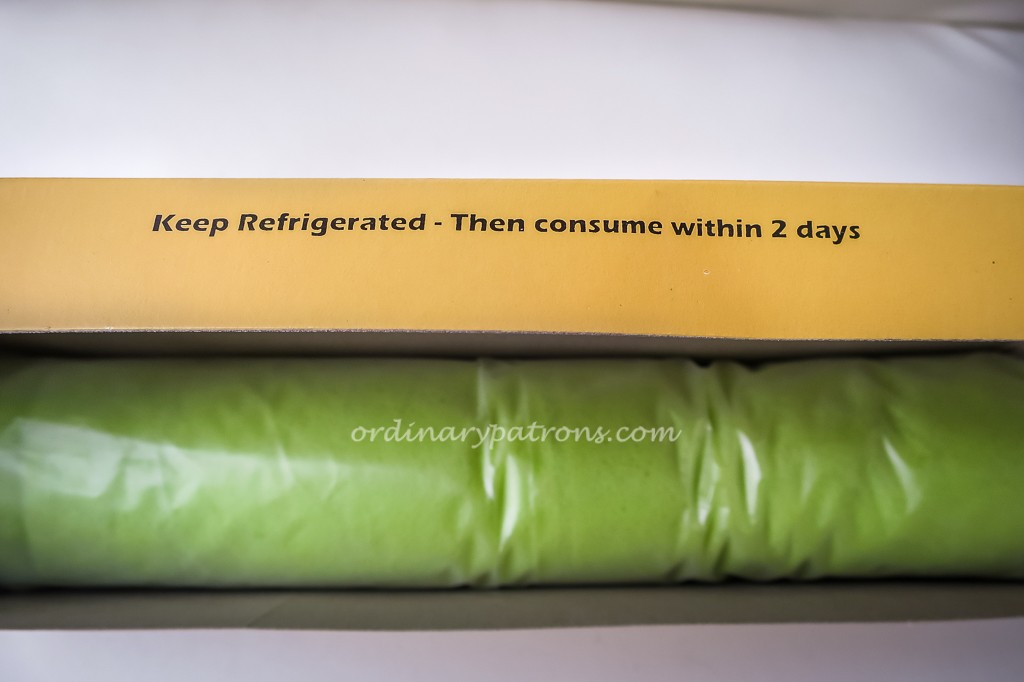 Keep Refrigerated - Then consume within 2 days
ordinarypatrons.com